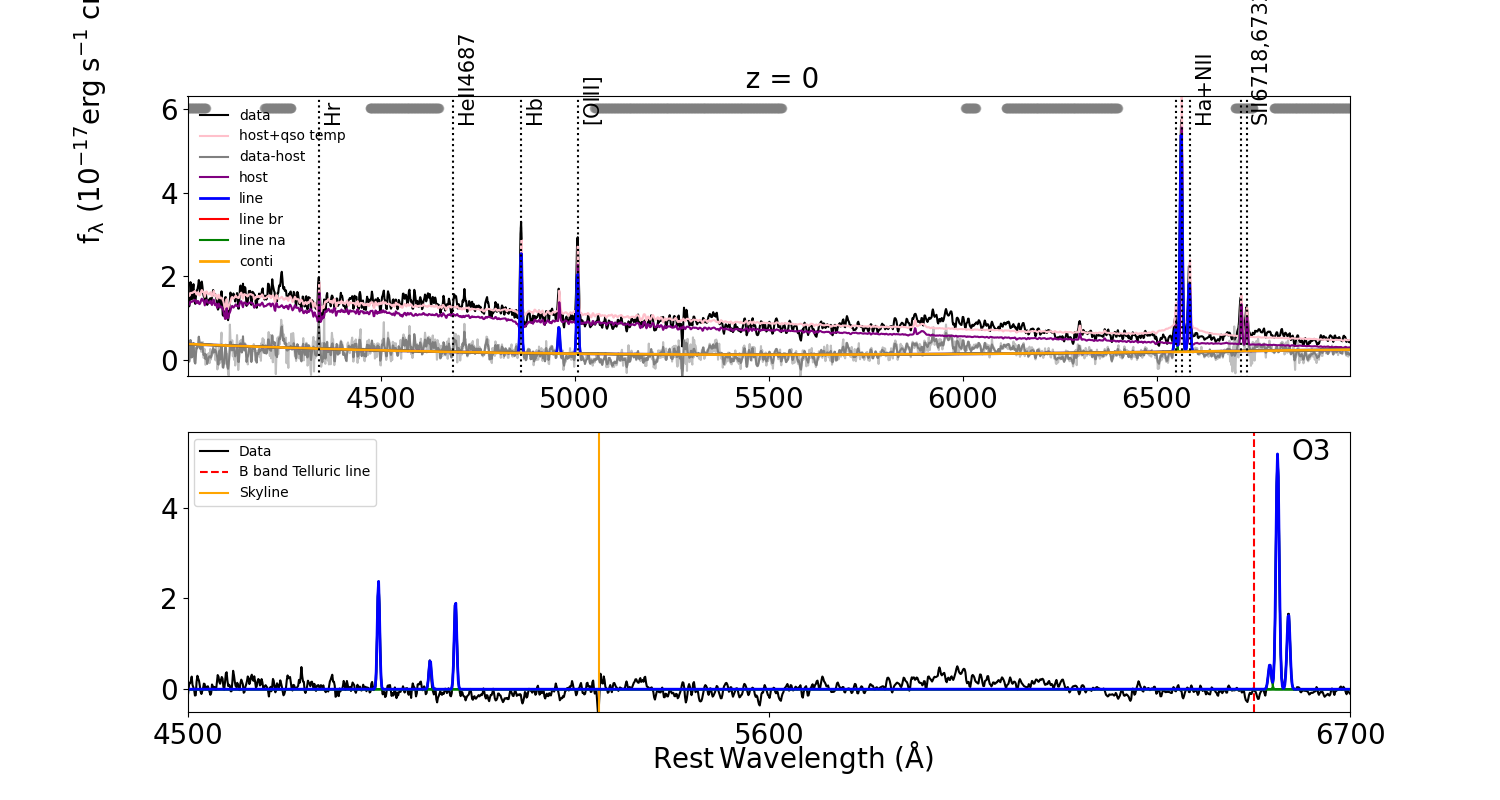 z = 0
f_λ (10^−17 erg s^−1
Hr
HeII4687
Hb
[OIII]
Ha+NII
SII6718,673
data
host+qso temp
data-host
host
line
line br
line na
conti
6
4
2
0
4500 5000 5500 6000 6500
Data
B band Telluric line
Skyline
O3
4
2
0
4500 5600 6700
Rest Wavelength (Å)